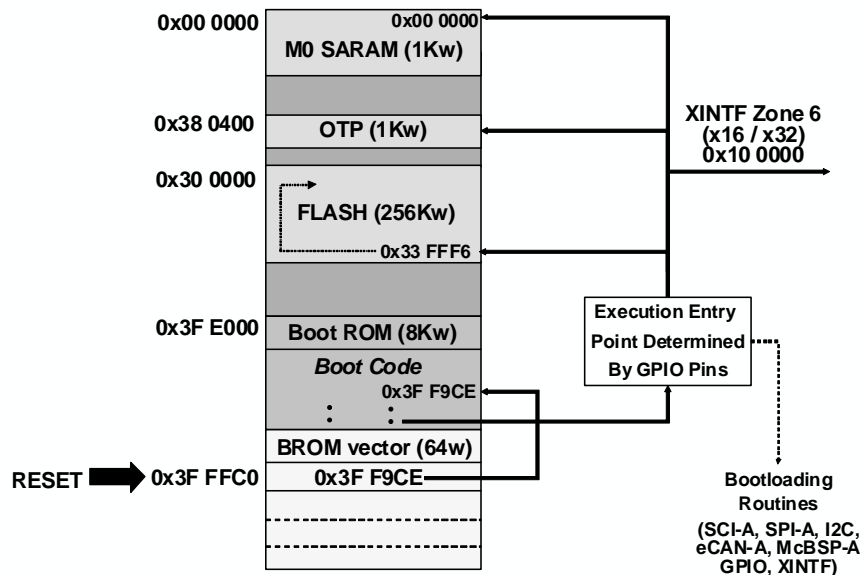 0x00 0000
0x00 0000
M0 SARAM (1Kw)
0x38 0400
OTP (1Kw)
XINTF Zone 6
(x16 / x32)
0x10 0000
0x30 0000
FLASH (256Kw)
0x33 FFF6
0x3F E000
Boot ROM (8Kw)
Execution Entry
Point Determined
By GPIO Pins
Boot Code
0x3F F9CE
BROM vector (64w)
RESET
0x3F FFC0
0x3F F9CE
Bootloading
Routines
(SCI-A, SPI-A, I2C,
eCAN-A, McBSP-A
GPIO, XINTF)